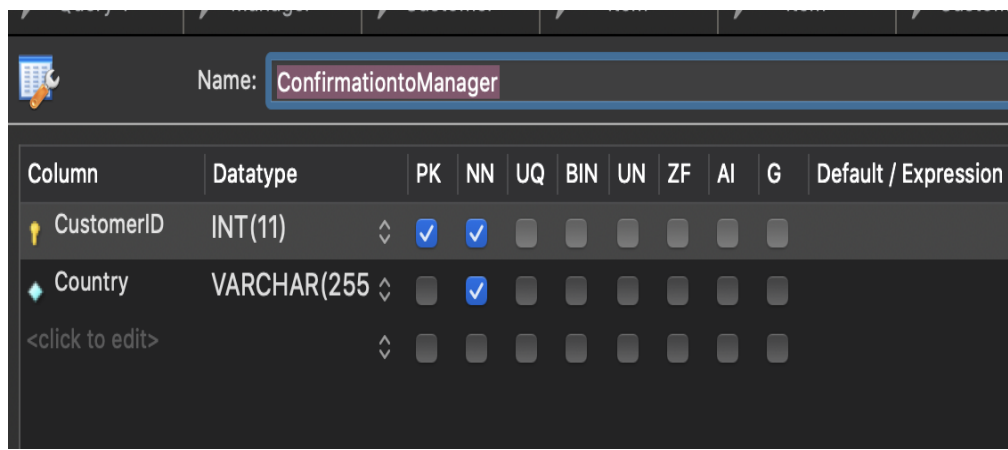 Name: ConfirmationtoManager
Column Datatype PK NN UQ BIN UN ZF AI G Default / Expression
CustomerID INT(11)
Country VARCHAR(255
<click to edit>